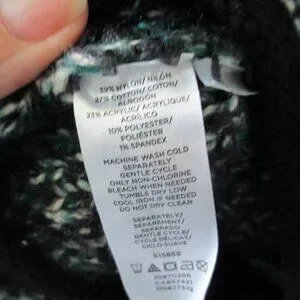 39% NYLON/ NILÓN
27% COTTON/ COTON/
ALGODÓN
23% ACRYLIC/ ACRYLIQUE/
ACRÍLICO
10% POLYESTER/
POLIÉSTER
1% SPANDEX
MACHINE WASH COLD
SEPARATELY
GENTLE CYCLE
ONLY NON-CHLORINE
BLEACH WHEN NEEDED
TUMBLE DRY LOW
COOL IRON IF NEEDED
DO NOT DRY CLEAN
SEPARATELY/
SEPAREMENT/
SEPARADO
GENTLE CYCLE/
CYCLE DÉLICAT/
CICLO SUAVE
515869